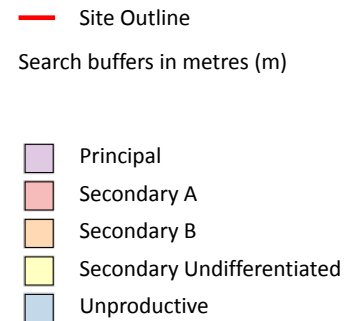 Site Outline
Search buffers in metres (m)
Principal
Secondary A
Secondary B
Secondary Undifferentiated
Unproductive